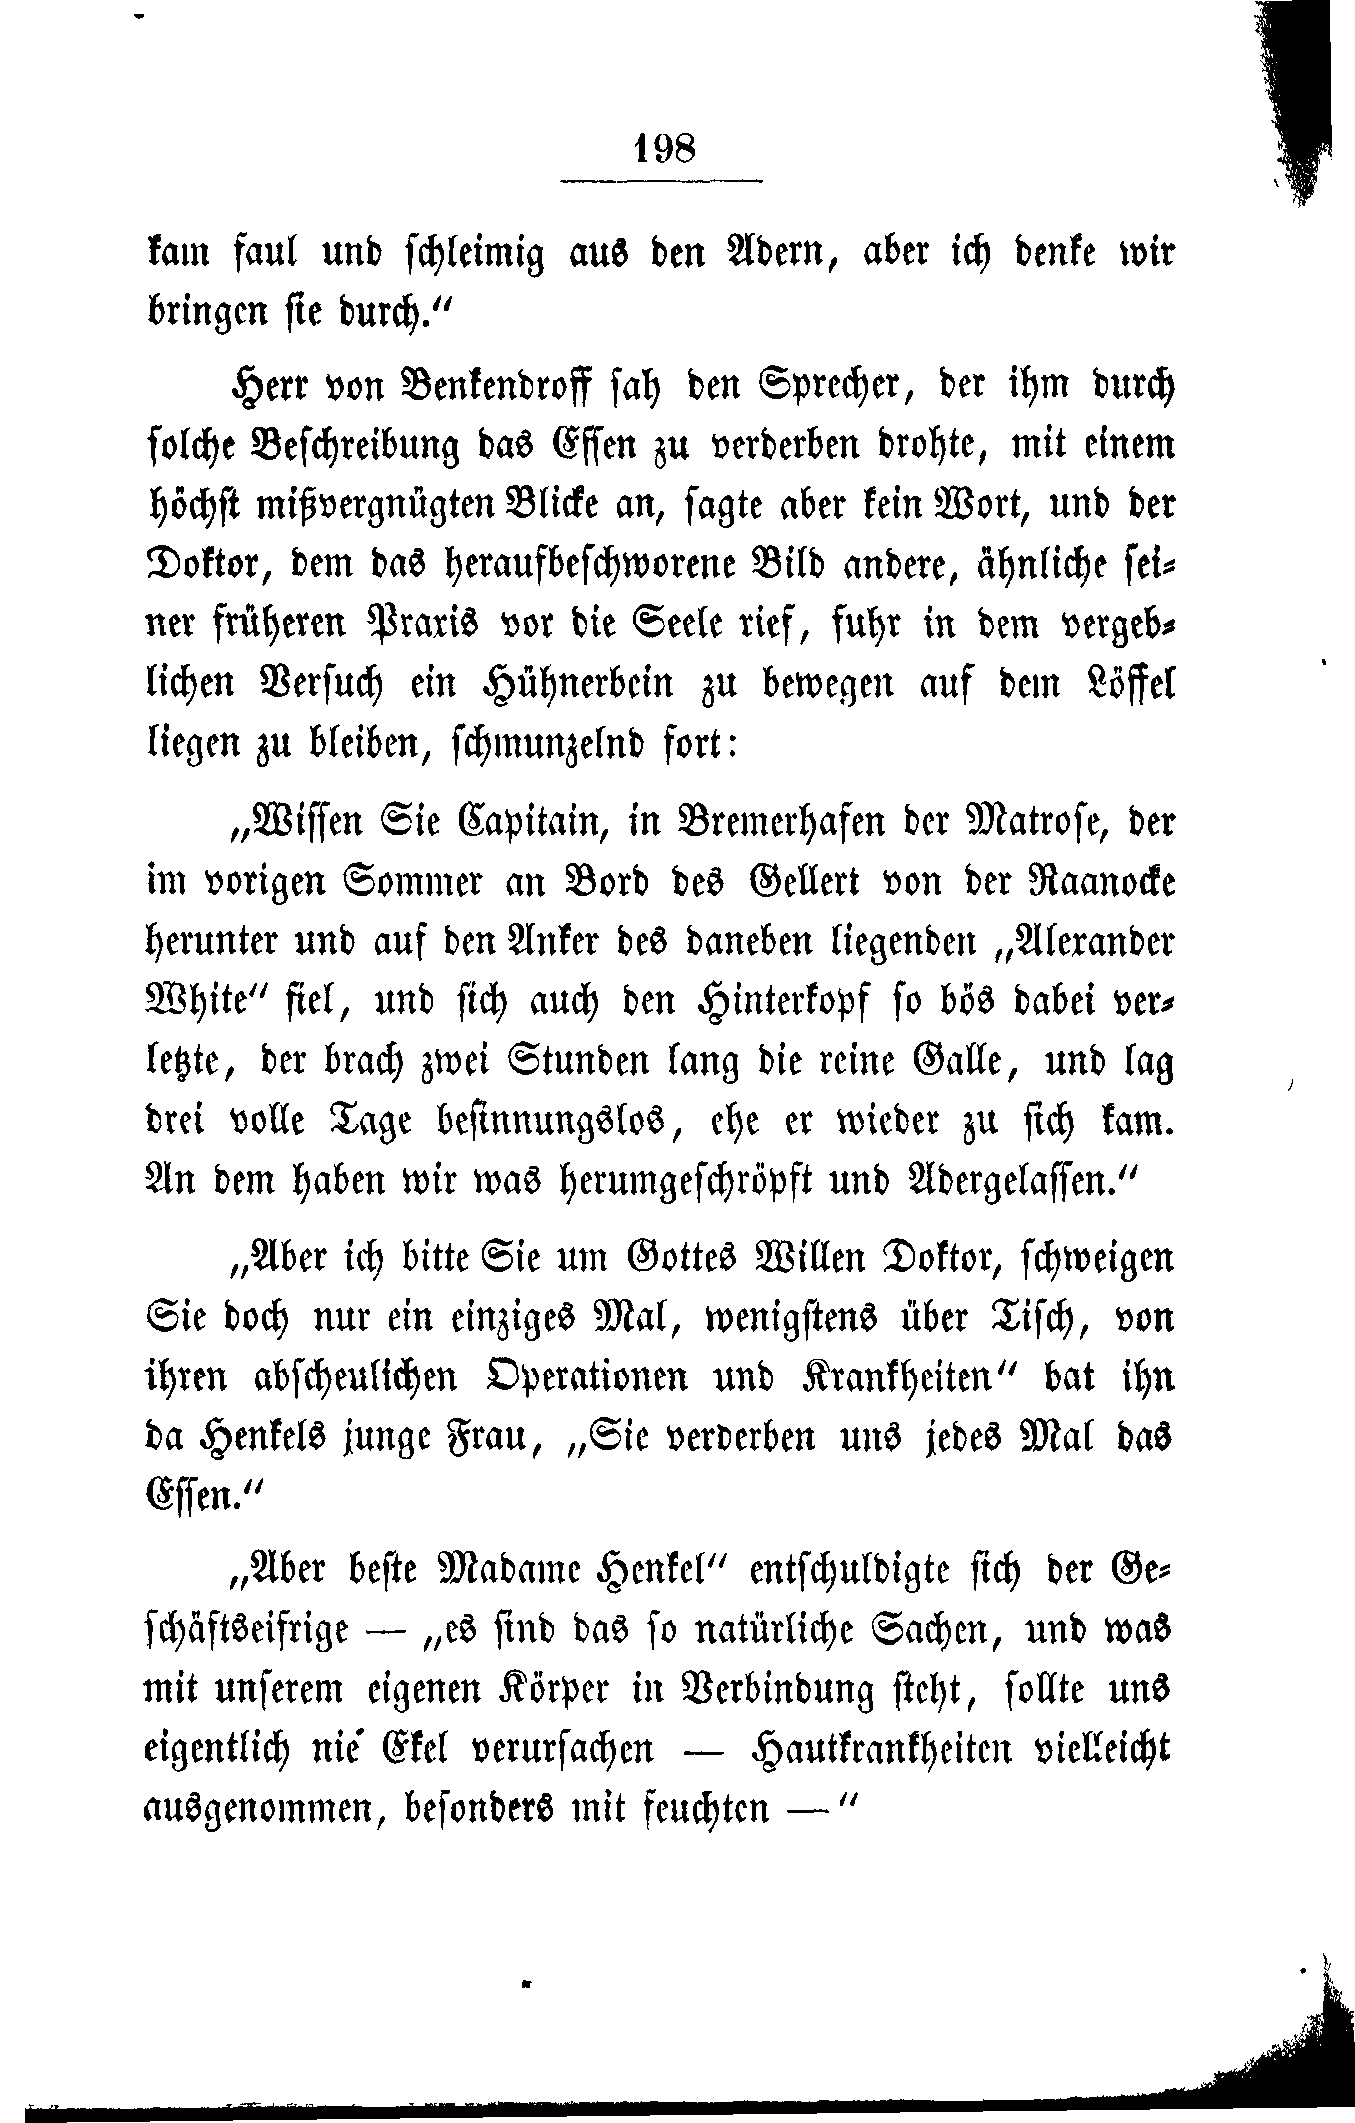 198
kam faul und schleimig aus den Adern, aber ich denke wir
bringen sie durch.“
Herr von Benkendroff sah den Sprecher, der ihm durch
solche Beschreibung das Essen zu verderben drohte, mit einem
höchst mißvergnügten Blicke an, sagte aber kein Wort, und der
Doktor, dem das heraufbeschworene Bild andere, ähnliche sei-
ner früheren Praxis vor die Seele rief, fuhr in dem vergeb-
lichen Versuch ein Hühnerbein zu bewegen auf dem Löffel
liegen zu bleiben, schmunzelnd fort:
„Wissen Sie Capitain, in Bremerhafen der Matrose, der
im vorigen Sommer an Bord des Gellert von der Raanocke
herunter und auf den Anker des daneben liegenden „Alexander
White“ fiel, und sich auch den Hinterkopf so bös dabei ver-
letzte, der brach zwei Stunden lang die reine Galle, und lag
drei volle Tage besinnungslos, ehe er wieder zu sich kam.
An dem haben wir was herumgeschröpft und Adergelassen.“
„Aber ich bitte Sie um Gottes Willen Doktor, schweigen
Sie doch nur ein einziges Mal, wenigstens über Tisch, von
ihren abscheulichen Operationen und Krankheiten“ bat ihn
da Henkels junge Frau, „Sie verderben uns jedes Mal das
Essen.“
„Aber beste Madame Henkel“ entschuldigte sich der Ge-
schäftseifrige — „es sind das so natürliche Sachen, und was
mit unserem eigenen Körper in Verbindung steht, sollte uns
eigentlich nie Ekel verursachen — Hautkrankheiten vielleicht
ausgenommen, besonders mit feuchten —“